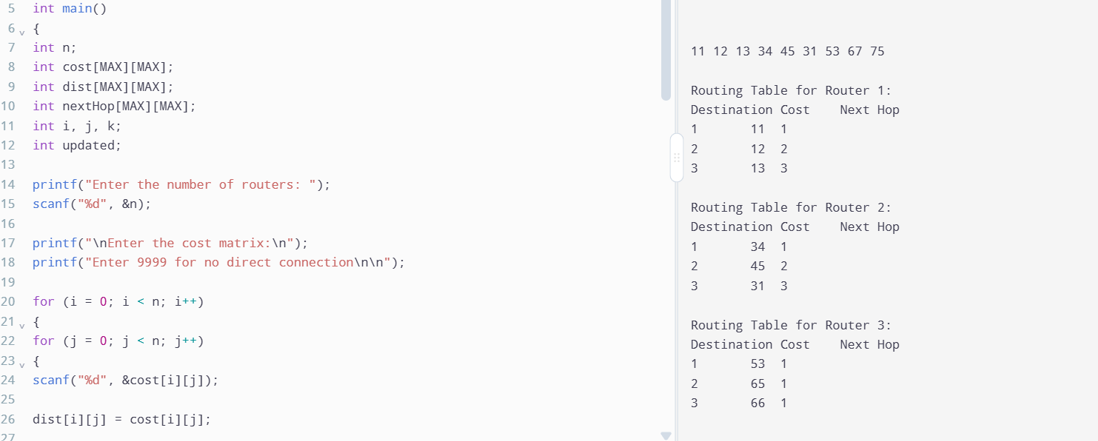 5 int main()
6 {
7 int n;
8 int cost[MAX][MAX];
9 int dist[MAX][MAX];
10 int nextHop[MAX][MAX];
11 int i, j, k;
12 int updated;
13
14 printf("Enter the number of routers: ");
15 scanf("%d", &n);
16
17 printf("\nEnter the cost matrix:\n");
18 printf("Enter 9999 for no direct connection\n\n");
19
20 for (i = 0; i < n; i++)
21 {
22 for (j = 0; j < n; j++)
23 {
24 scanf("%d", &cost[i][j]);
25
26 dist[i][j] = cost[i][j];
27
11 12 13 34 45 31 53 67 75
Routing Table for Router 1:
Destination Cost    Next Hop
1       11  1
2       12  2
3       13  3
Routing Table for Router 2:
Destination Cost    Next Hop
1       34  1
2       45  2
3       31  3
Routing Table for Router 3:
Destination Cost    Next Hop
1       53  1
2       65  1
3       66  1